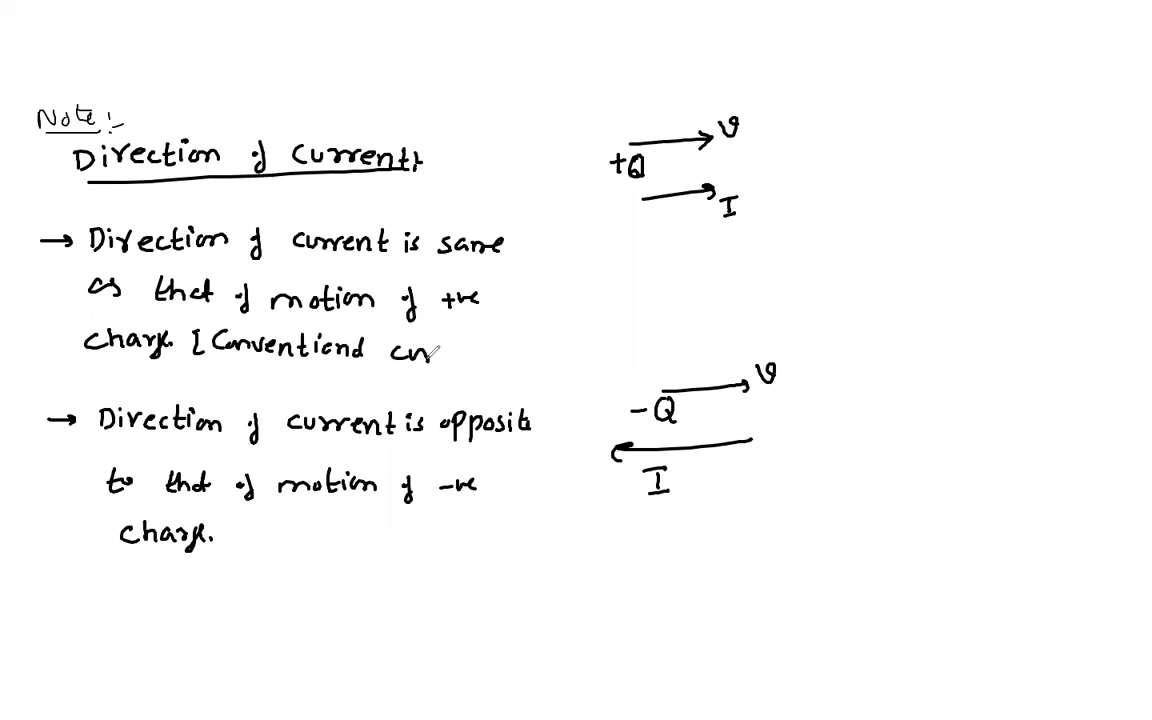 Note:-
Direction of Current:
→ Direction of current is same
as that of motion of +ve
charge. [Conventional cur
→ Direction of current is opposite
to that of motion of -ve
charge.
v
+Q
I
v
-Q
I